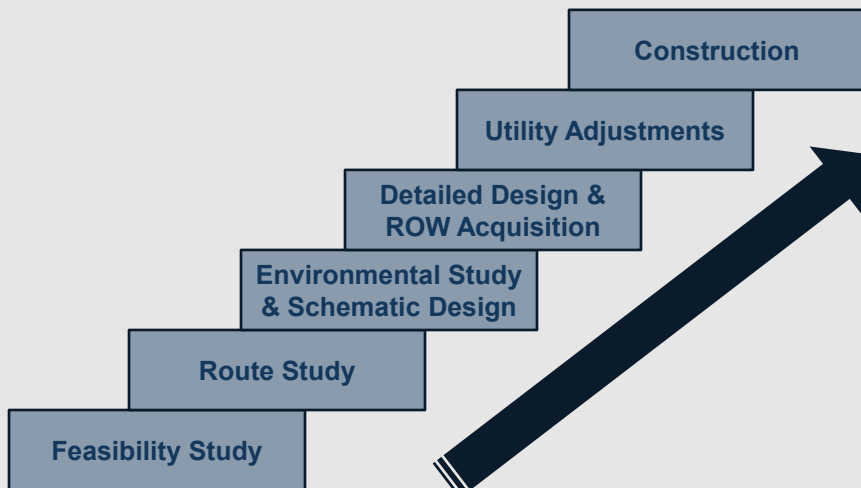 Construction
Utility Adjustments
Detailed Design &
ROW Acquisition
Environmental Study
& Schematic Design
Route Study
Feasibility Study